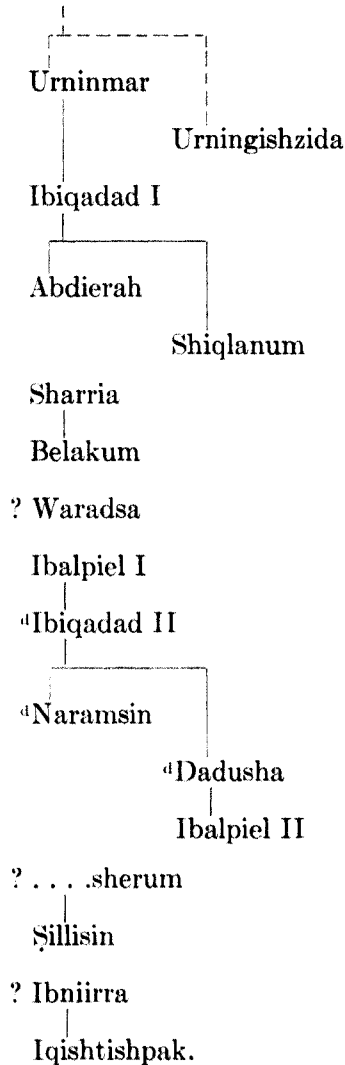 Urninmar
Urningishzida
Ibiqadad I
Abdierah
Shiqlanum
Sharria
Belakum
? Waradsa
Ibalpiel I
ᵈIbiqadad II
ᵈNaramsin
ᵈDadusha
Ibalpiel II
? . . . .sherum
Ṣillisin
? Ibniirra
Iqishtishpak.